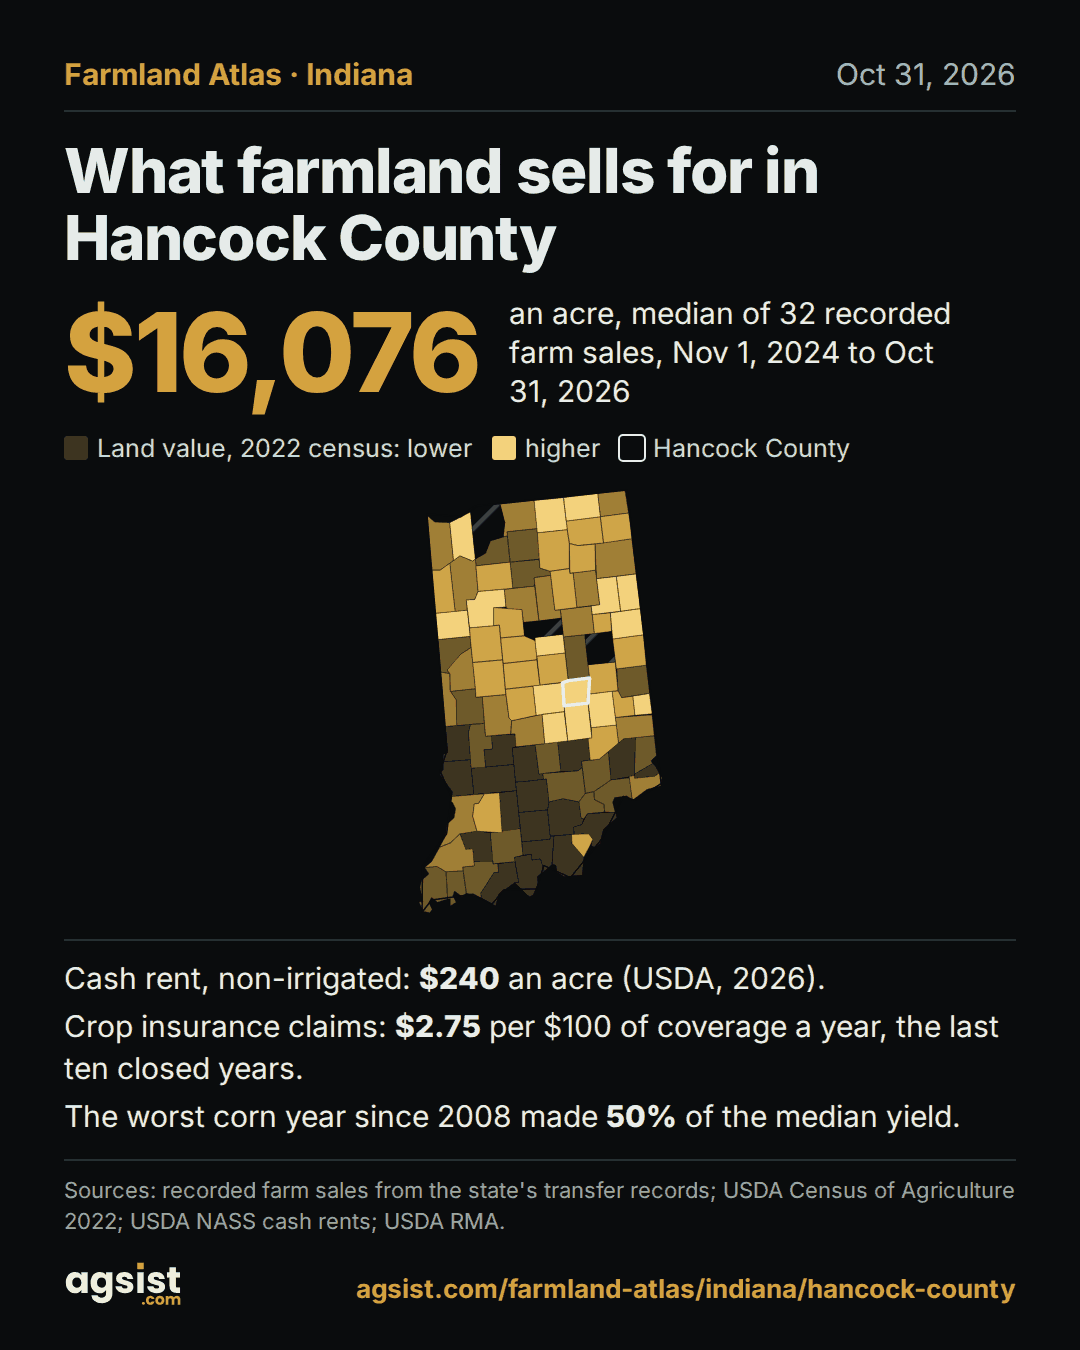 Farmland Atlas · Indiana
Oct 31, 2026
What farmland sells for in
Hancock County
$16,076
an acre, median of 32 recorded
farm sales, Nov 1, 2024 to Oct
31, 2026
Land value, 2022 census: lower
higher
Hancock County
Cash rent, non-irrigated: $240 an acre (USDA, 2026).
Crop insurance claims: $2.75 per $100 of coverage a year, the last
ten closed years.
The worst corn year since 2008 made 50% of the median yield.
Sources: recorded farm sales from the state's transfer records; USDA Census of Agriculture
2022; USDA NASS cash rents; USDA RMA.
agsist
.com
agsist.com/farmland-atlas/indiana/hancock-county